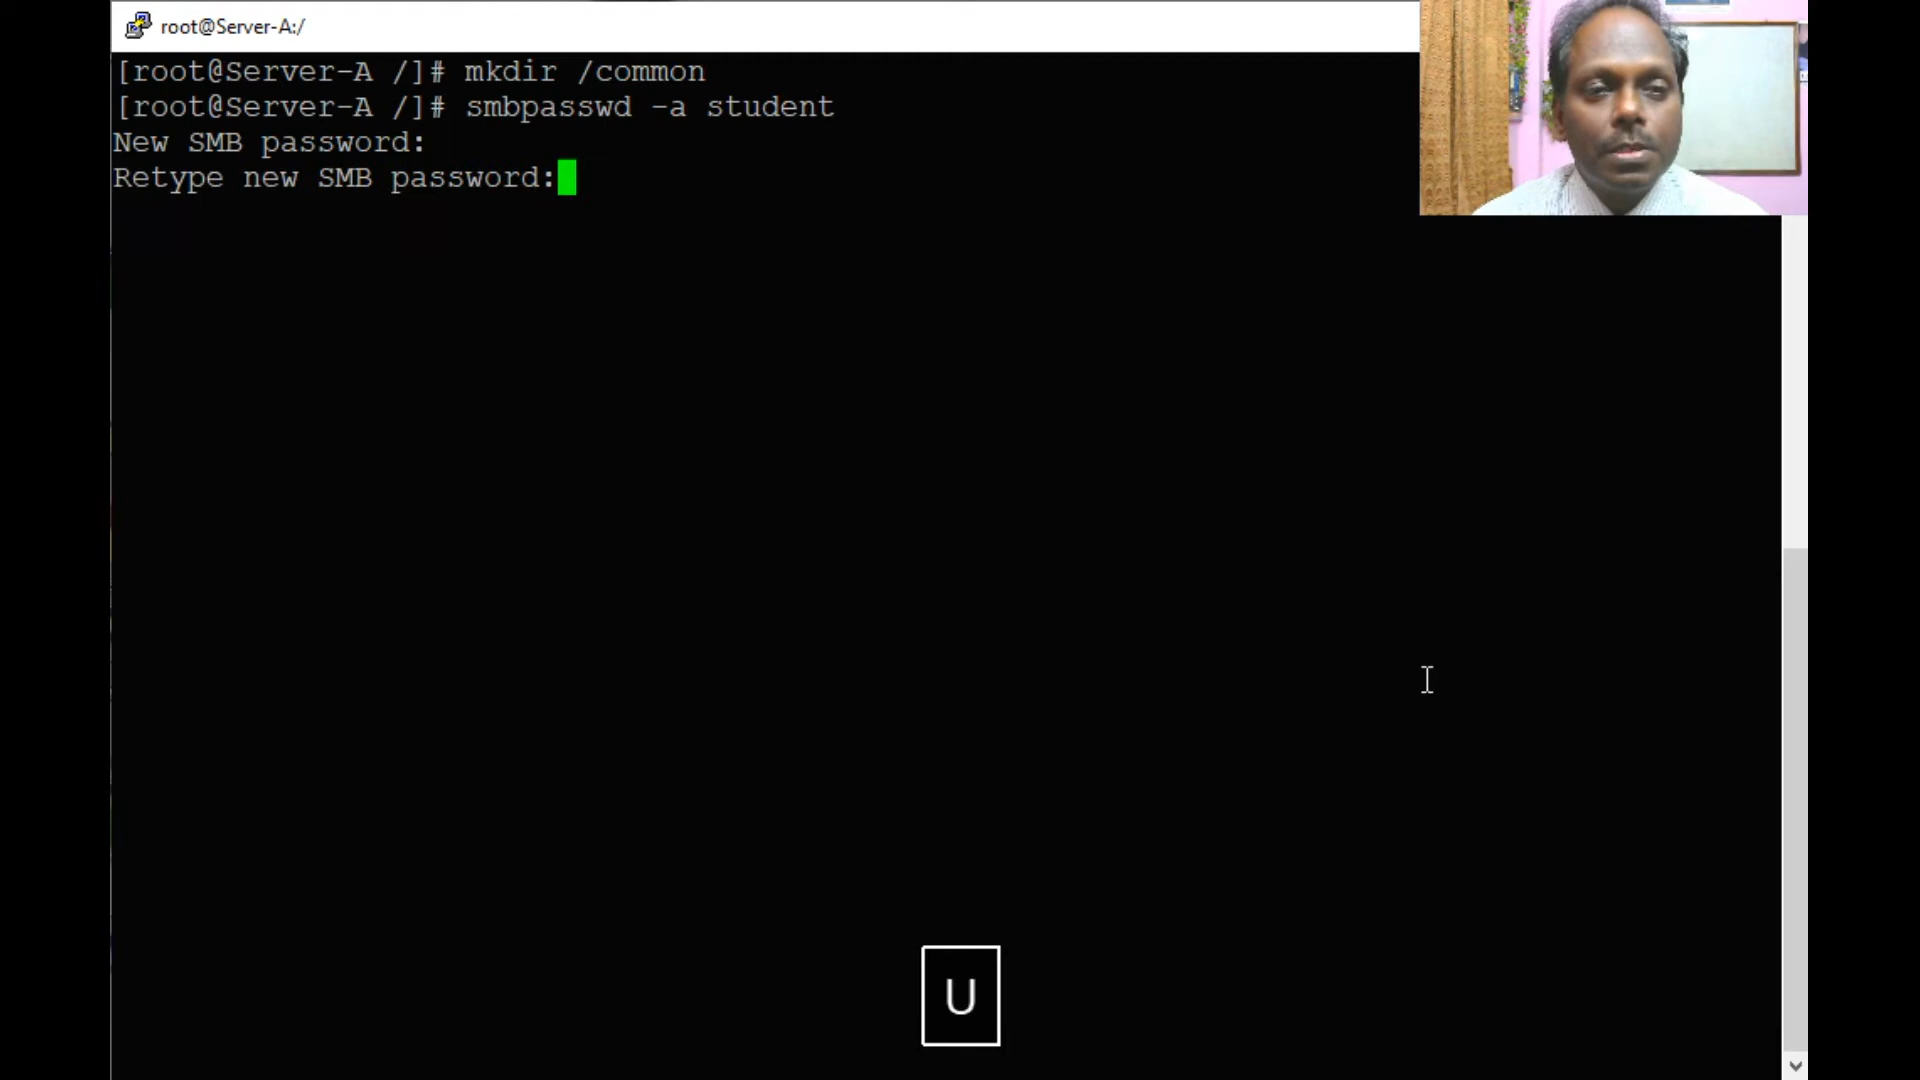 root@Server-A:/
[root@Server-A /]# mkdir /common
[root@Server-A /]# smbpasswd -a student
New SMB password:
Retype new SMB password:
U